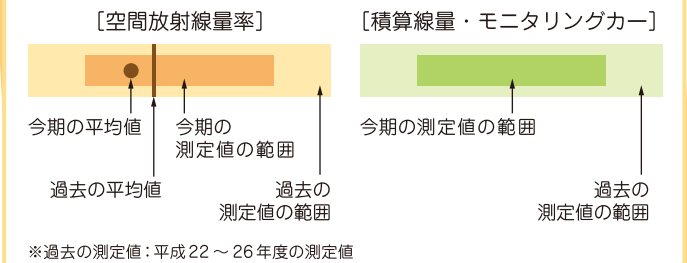 ［空間放射線量率］
今期の平均値
今期の
測定値の範囲
過去の平均値
過去の
測定値の範囲
［積算線量・モニタリングカー］
今期の測定値の範囲
過去の
測定値の範囲
※過去の測定値：平成22～26年度の測定値